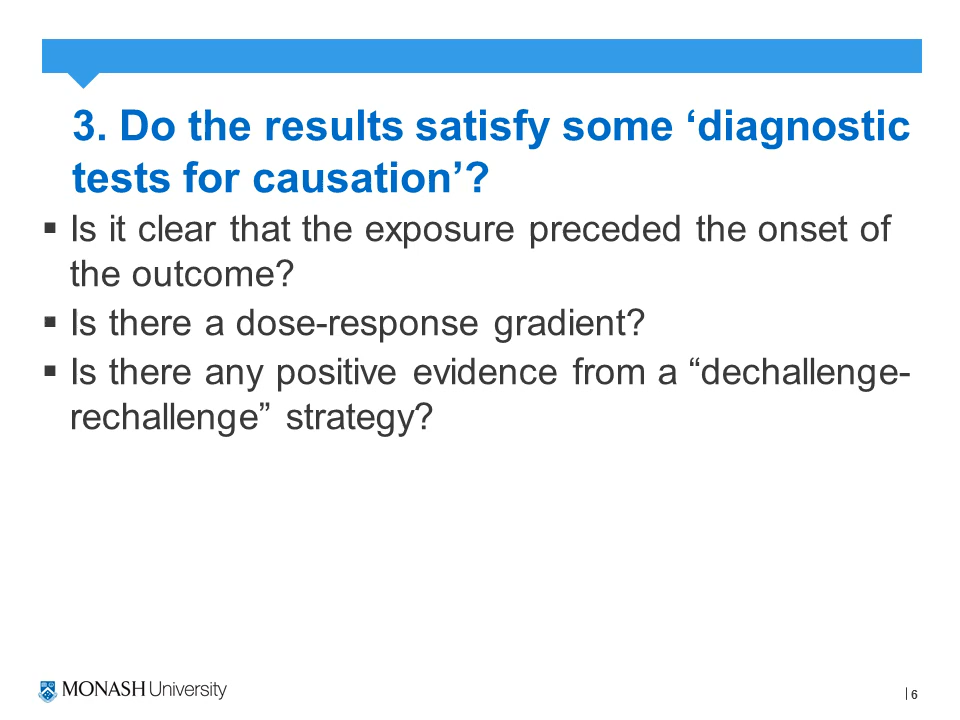 3. Do the results satisfy some ‘diagnostic
tests for causation’?
▪ Is it clear that the exposure preceded the onset of
the outcome?
▪ Is there a dose-response gradient?
▪ Is there any positive evidence from a “dechallenge-
rechallenge” strategy?
MONASH University
| 6